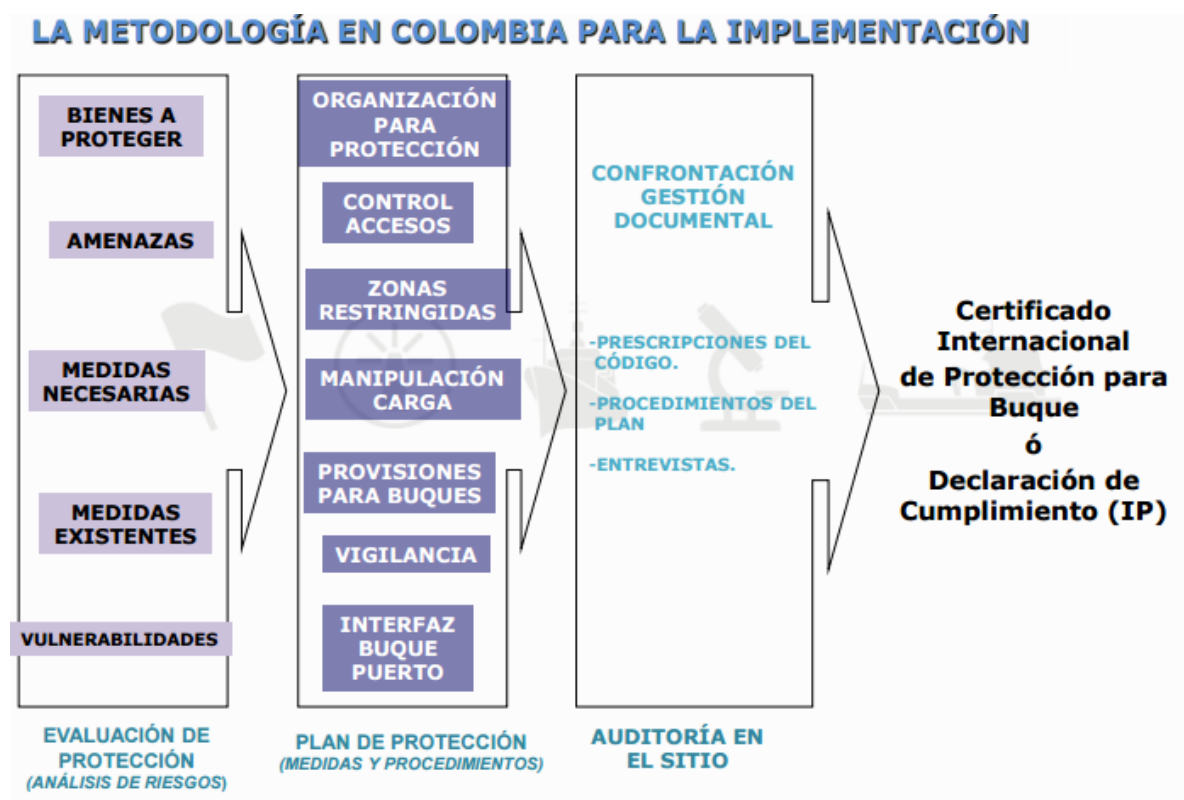 LA METODOLOGÍA EN COLOMBIA PARA LA IMPLEMENTACIÓN
BIENES A
PROTEGER
AMENAZAS
MEDIDAS
NECESARIAS
MEDIDAS
EXISTENTES
VULNERABILIDADES
EVALUACIÓN DE
PROTECCIÓN
(ANÁLISIS DE RIESGOS)
ORGANIZACIÓN
PARA
PROTECCIÓN
CONTROL
ACCESOS
ZONAS
RESTRINGIDAS
MANIPULACIÓN
CARGA
PROVISIONES
PARA BUQUES
VIGILANCIA
INTERFAZ
BUQUE
PUERTO
PLAN DE PROTECCIÓN
(MEDIDAS Y PROCEDIMIENTOS)
CONFRONTACIÓN
GESTIÓN
DOCUMENTAL
-PRESCRIPCIONES DEL
CÓDIGO.
-PROCEDIMIENTOS DEL
PLAN
-ENTREVISTAS.
AUDITORÍA EN
EL SITIO
Certificado
Internacional
de Protección para
Buque
ó
Declaración de
Cumplimiento (IP)